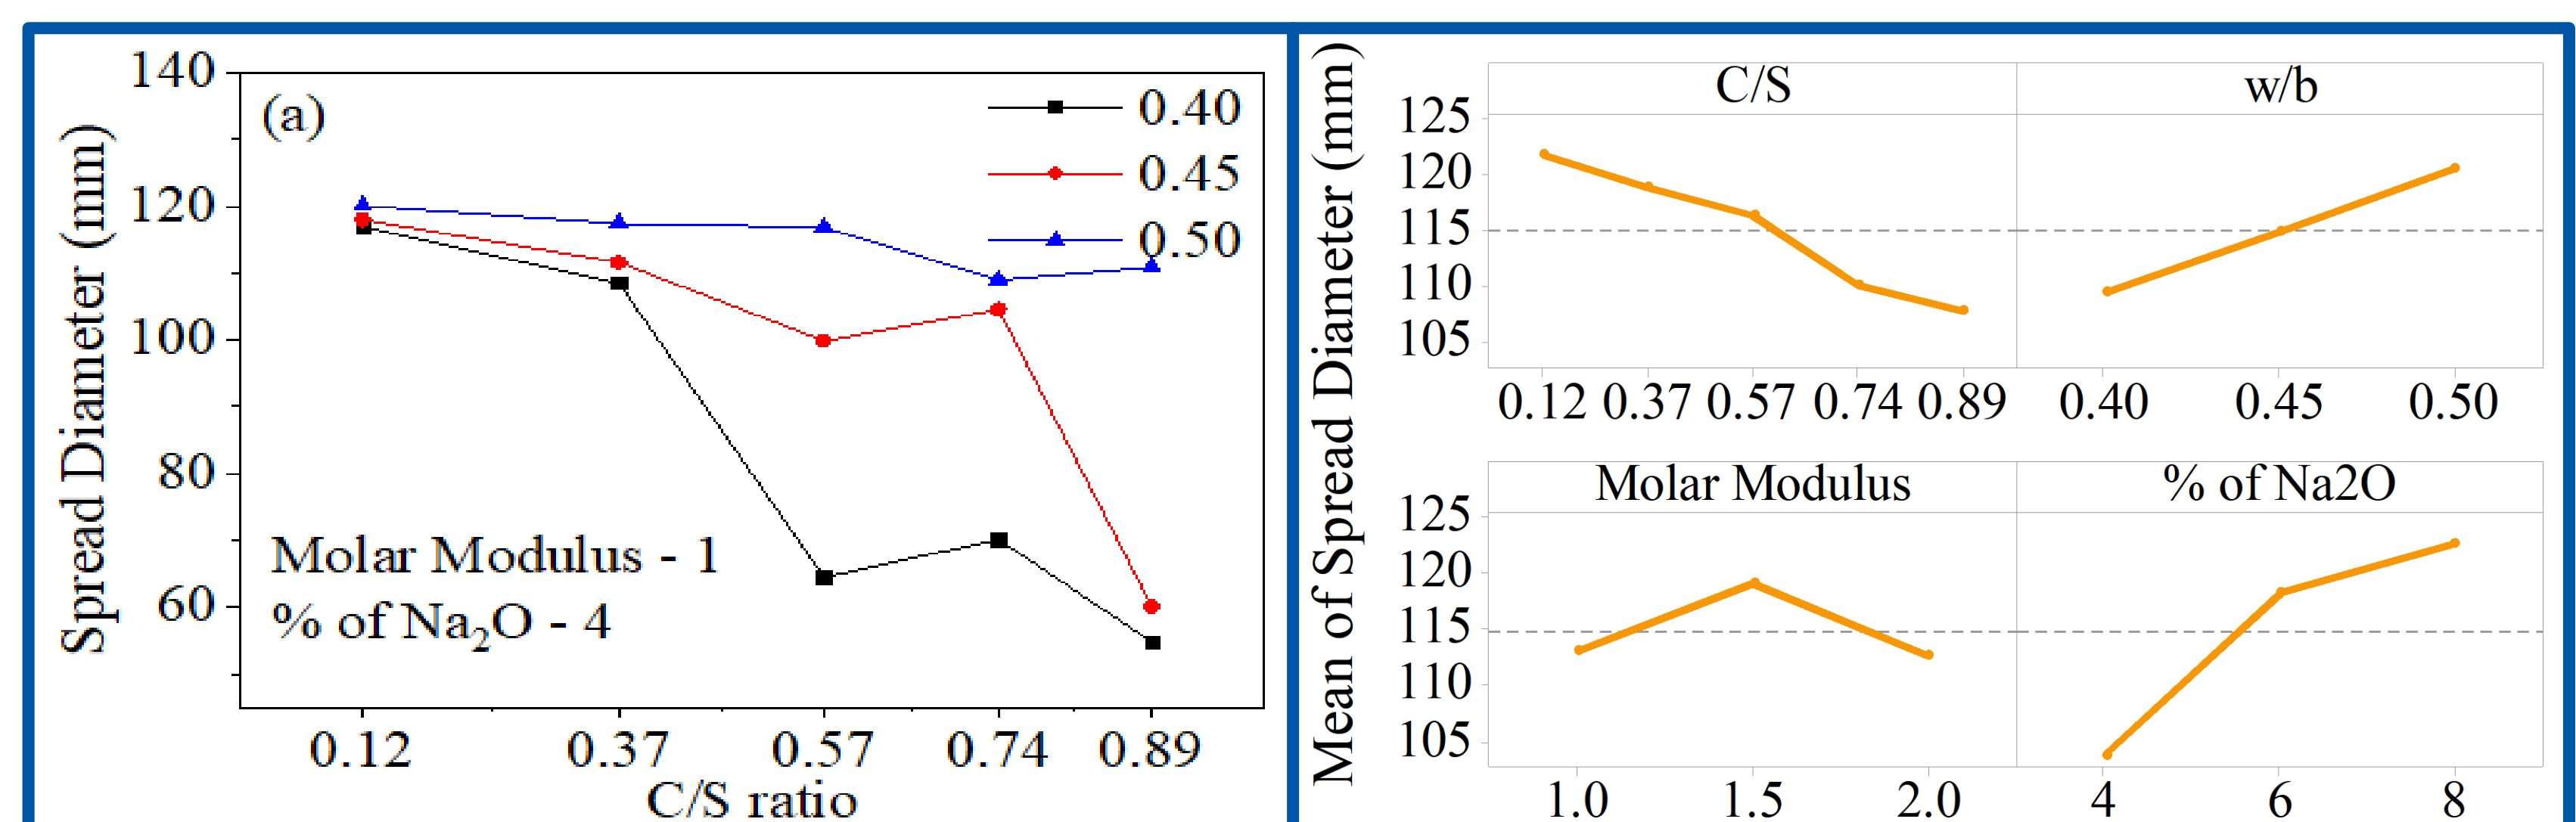 Spread Diameter (mm)
140
120
100
80
60
(a)
0.40
0.45
0.50
Molar Modulus - 1
% of Na₂O - 4
0.12 0.37 0.57 0.74 0.89
C/S ratio
Mean of Spread Diameter (mm)
C/S w/b
125
120
115
110
105
0.12 0.37 0.57 0.74 0.89 0.40 0.45 0.50
Molar Modulus % of Na2O
125
120
115
110
105
1.0 1.5 2.0 4 6 8